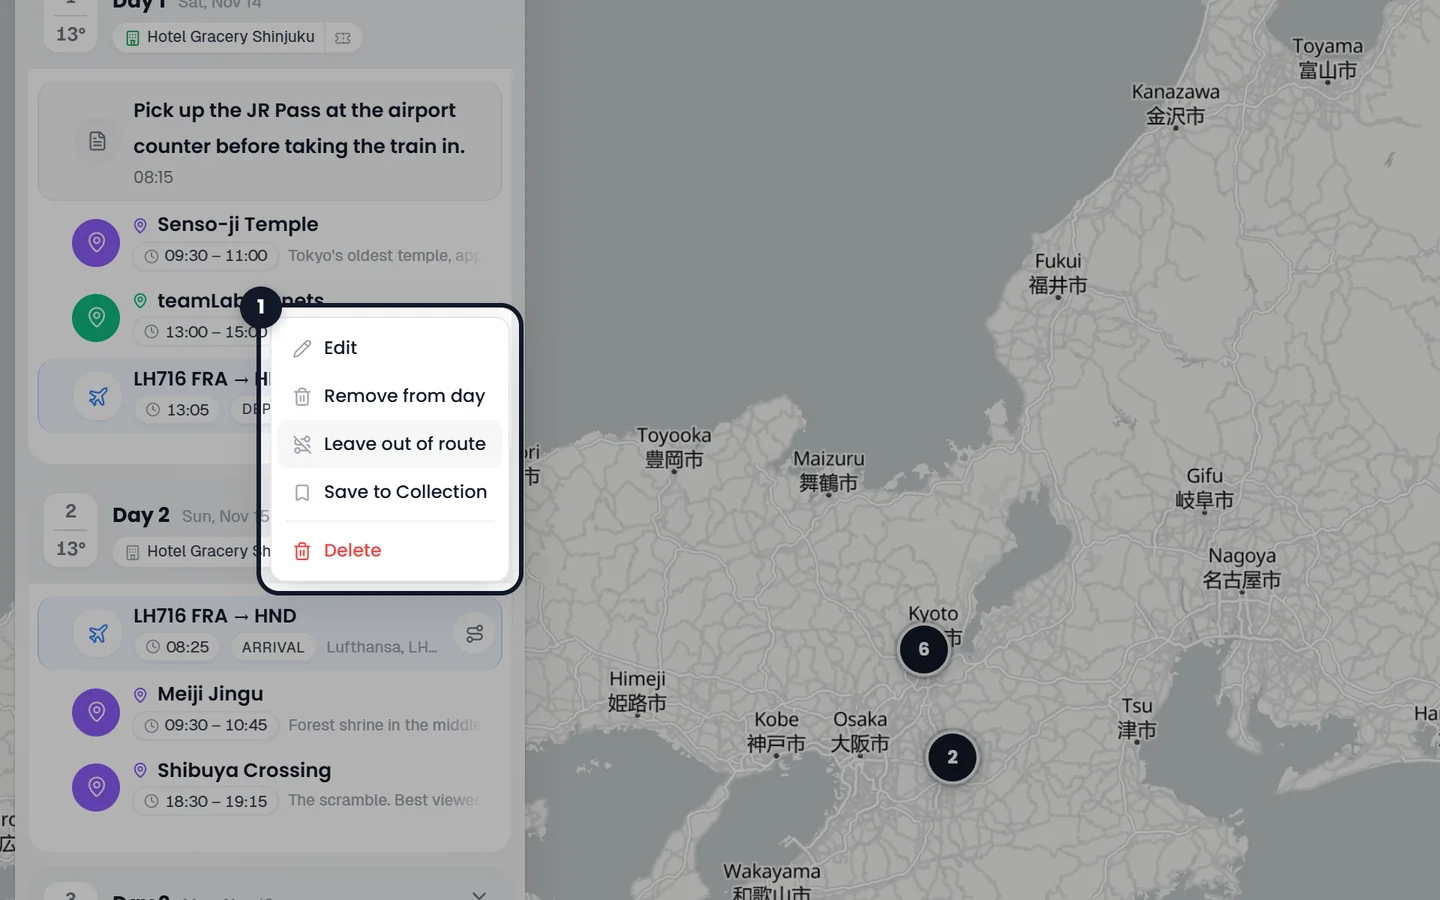 1
Day 1 Sat, Nov 14
13°
Hotel Gracery Shinjuku
Pick up the JR Pass at the airport
counter before taking the train in.
08:15
Senso-ji Temple
09:30 – 11:00 Tokyo's oldest temple,
13:00 – 15:00
LH716 FRA →
13:05
1
Edit
Remove from day
Leave out of route
Save to Collection
Delete
2
Day 2 Sun, Nov
13°
Hotel Gracery
LH716 FRA → HND
08:25 ARRIVAL Lufthansa, LH...
Meiji Jingu
09:30 – 10:45 Forest shrine in the middle
Shibuya Crossing
18:30 – 19:15 The scramble. Best viewed
Toyama
富山市
Kanazawa
金沢市
Fukui
福井市
Toyooka
豊岡市
Maizuru
舞鶴市
Gifu
岐阜市
Nagoya
名古屋市
Kyoto
市
6
Himeji
姫路市
Kobe
神戸市
Osaka
大阪市
Tsu
津市
2
Wakayama
和歌山市